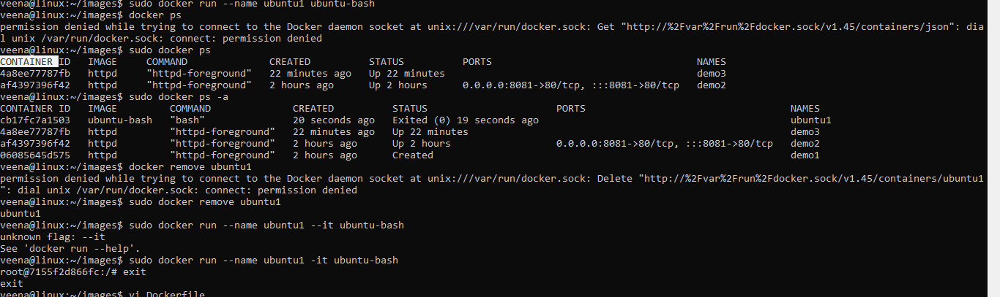 veena@linux:~/images$ sudo docker run --name ubuntu1 ubuntu-bash
veena@linux:~/images$ docker ps
permission denied while trying to connect to the Docker daemon socket at unix:///var/run/docker.sock: Get "http://%2Fvar%2Frun%2Fdocker.sock/v1.45/containers/json": dia
l unix /var/run/docker.sock: connect: permission denied
veena@linux:~/images$ sudo docker ps
CONTAINER ID   IMAGE     COMMAND              CREATED          STATUS          PORTS                                   NAMES
4a8ee77787fb   httpd     "httpd-foreground"   22 minutes ago   Up 22 minutes                                           demo3
af4397396f42   httpd     "httpd-foreground"   2 hours ago      Up 2 hours      0.0.0.0:8081->80/tcp, :::8081->80/tcp   demo2
veena@linux:~/images$ sudo docker ps -a
CONTAINER ID   IMAGE         COMMAND              CREATED          STATUS                      PORTS                                   NAMES
cb17fc7a1503   ubuntu-bash   "bash"               20 seconds ago   Exited (0) 19 seconds ago                                           ubuntu1
4a8ee77787fb   httpd         "httpd-foreground"   22 minutes ago   Up 22 minutes                                                       demo3
af4397396f42   httpd         "httpd-foreground"   2 hours ago      Up 2 hours                  0.0.0.0:8081->80/tcp, :::8081->80/tcp   demo2
06085645d575   httpd         "httpd-foreground"   2 hours ago      Created                                                             demo1
veena@linux:~/images$ docker remove ubuntu1
permission denied while trying to connect to the Docker daemon socket at unix:///var/run/docker.sock: Delete "http://%2Fvar%2Frun%2Fdocker.sock/v1.45/containers/ubuntu1
": dial unix /var/run/docker.sock: connect: permission denied
veena@linux:~/images$ sudo docker remove ubuntu1
ubuntu1
veena@linux:~/images$ sudo docker run --name ubuntu1 --it ubuntu-bash
unknown flag: --it
See 'docker run --help'.
veena@linux:~/images$ sudo docker run --name ubuntu1 -it ubuntu-bash
root@7155f2d866fc:/# exit
exit
veena@linux:~/images$ vi Dockerfile